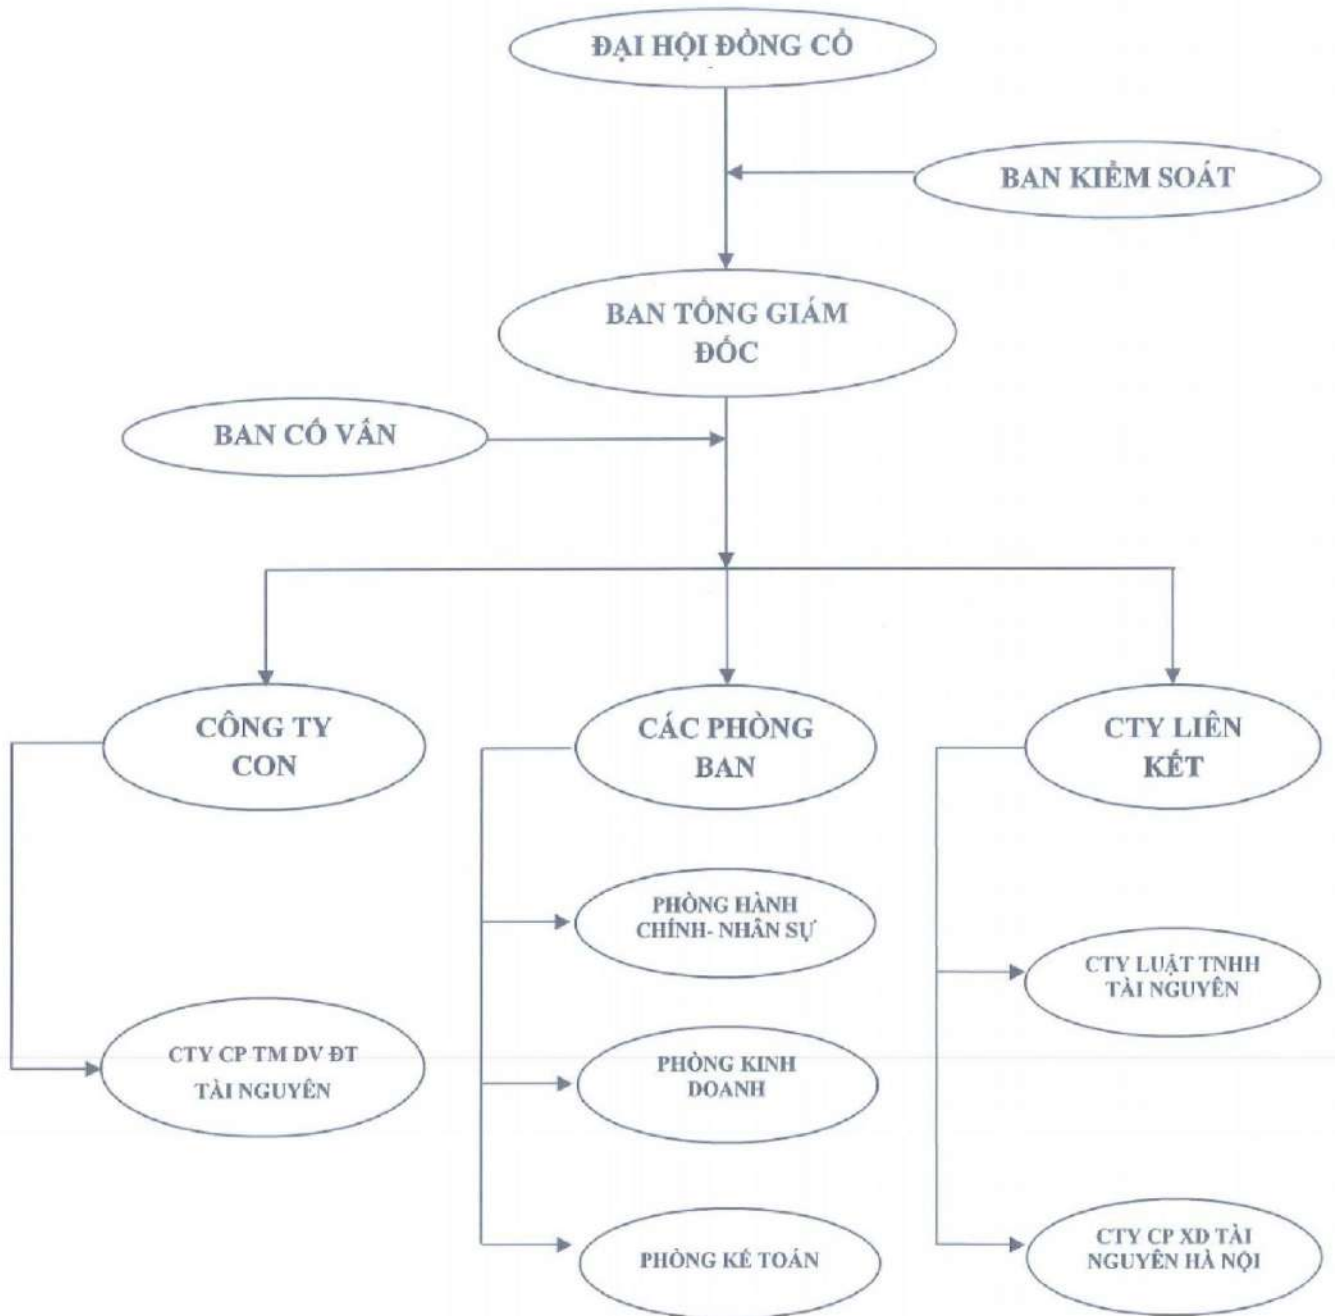 ĐẠI HỘI ĐỒNG CỔ
BAN KIỂM SOÁT
BAN TỔNG GIÁM
ĐỐC
BAN CỐ VẤN
CÔNG TY
CON
CÁC PHÒNG
BAN
CTY LIÊN
KẾT
PHÒNG HÀNH
CHÍNH- NHÂN SỰ
CTY LUẬT TNHH
TÀI NGUYÊN
CTY CP TM DV ĐT
TÀI NGUYÊN
PHÒNG KINH
DOANH
PHÒNG KẾ TOÁN
CTY CP XD TÀI
NGUYÊN HÀ NỘI